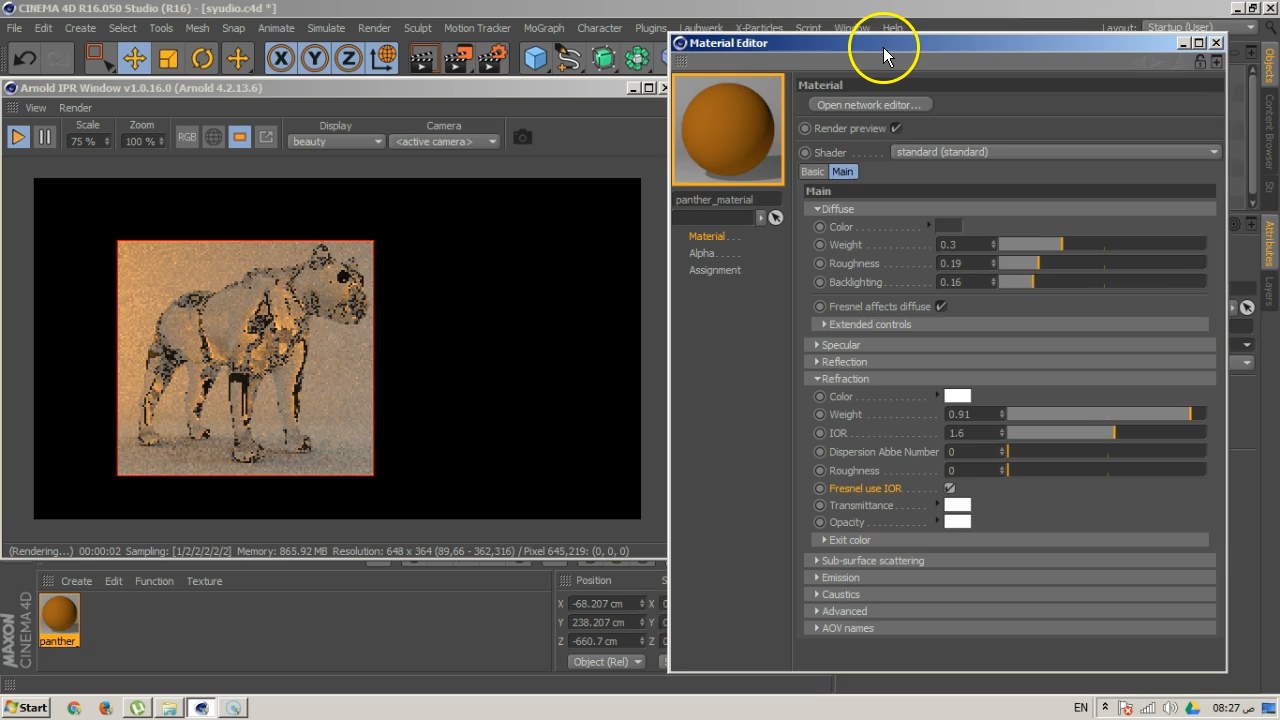 CINEMA 4D R16.050 Studio (R16) - [syudio.c4d *]
File Edit Create Select Tools Mesh Snap Animate Simulate Render Sculpt Motion Tracker MoGraph Character Plugins Laubwerk X-Particles Script Window Help Layout: Startup (User)
X Y Z
Arnold IPR Window v1.0.16.0 (Arnold 4.2.13.6)
View Render
Scale Zoom Display Camera
75 % 100 % RGB beauty <active camera>
(Rendering...) 00:00:02 Sampling: [1/2/2/2/2] Memory: 865.92 MB Resolution: 648 x 364 (89,66 - 362,316) / Pixel 645,219: (0, 0, 0)
Create Edit Function Texture
panther_
MAXON
CINEMA 4D
Position S
X -68.207 cm X 0
Y 238.207 cm Y 0
Z -660.7 cm Z 0
Object (Rel)
Material Editor
panther_material
Material . . .
Alpha. . . .
Assignment
Material
Open network editor...
Render preview
Shader . . . . . . standard (standard)
Basic Main
Main
Diffuse
Color . . . . . . . . .
Weight . . . . . . . . 0.3
Roughness . . . . . 0.19
Backlighting . . . . . 0.16
Fresnel affects diffuse
Extended controls
Specular
Reflection
Refraction
Color . . . . . . . . . .
Weight . . . . . . . . . 0.91
IOR . . . . . . . . . . . 1.6
Dispersion Abbe Number 0
Roughness . . . . . . 0
Fresnel use IOR . . . .
Transmittance . . . .
Opacity . . . . . . . .
Exit color
Sub-surface scattering
Emission
Caustics
Advanced
AOV names
Objects
Content Browser
Attributes
Layers
Start
EN 08:27 ص